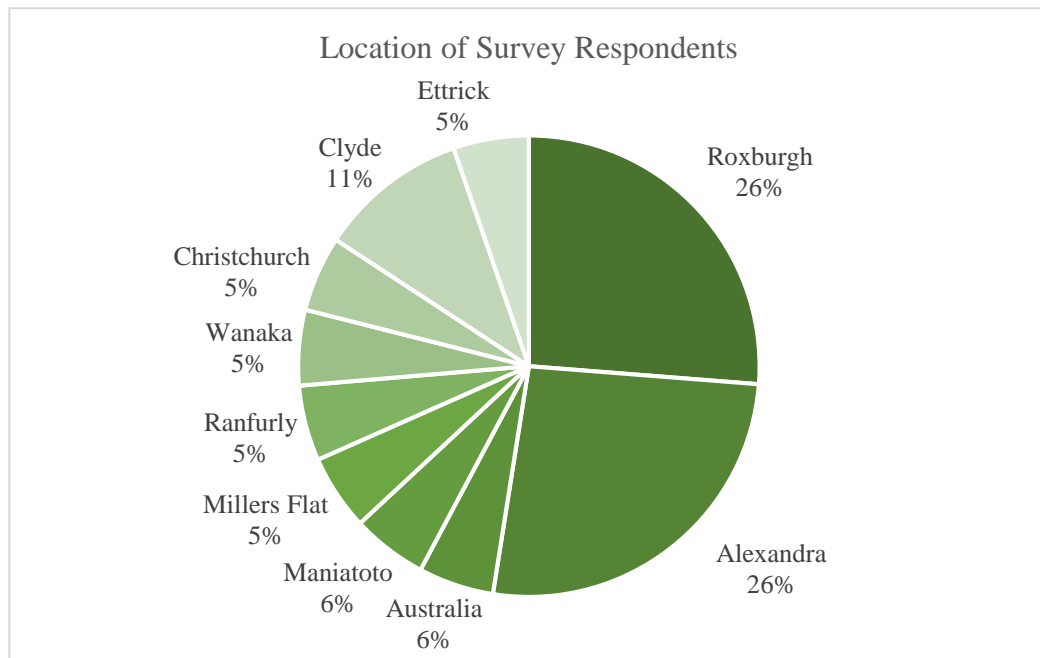 Location of Survey Respondents
Roxburgh
26%
Alexandra
26%
Australia
6%
Maniatoto
6%
Millers Flat
5%
Ranfurly
5%
Wanaka
5%
Christchurch
5%
Clyde
11%
Ettrick
5%